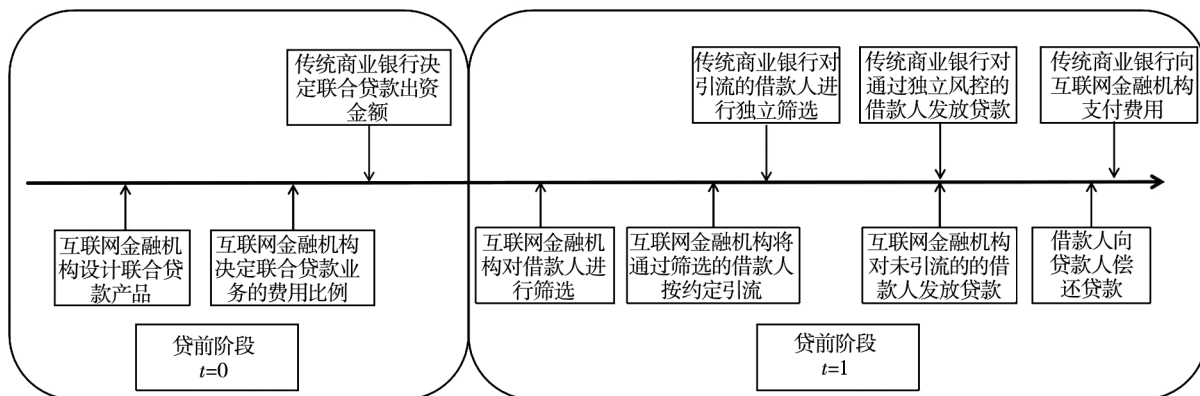 传统商业银行决
定联合贷款出资
金额
传统商业银行对
引流的借款人进
行独立筛选
传统商业银行对
通过独立风控的
借款人发放贷款
传统商业银行向
互联网金融机构
支付费用
互联网金融机
构设计联合贷
款产品
互联网金融机构
决定联合贷款业
务的费用比例
互联网金融机
构对借款人进
行筛选
互联网金融机构将
通过筛选的借款人
按约定引流
互联网金融机构
对未引流的的借
款人发放贷款
借款人向
贷款人偿
还贷款
贷前阶段
t=0
贷前阶段
t=1